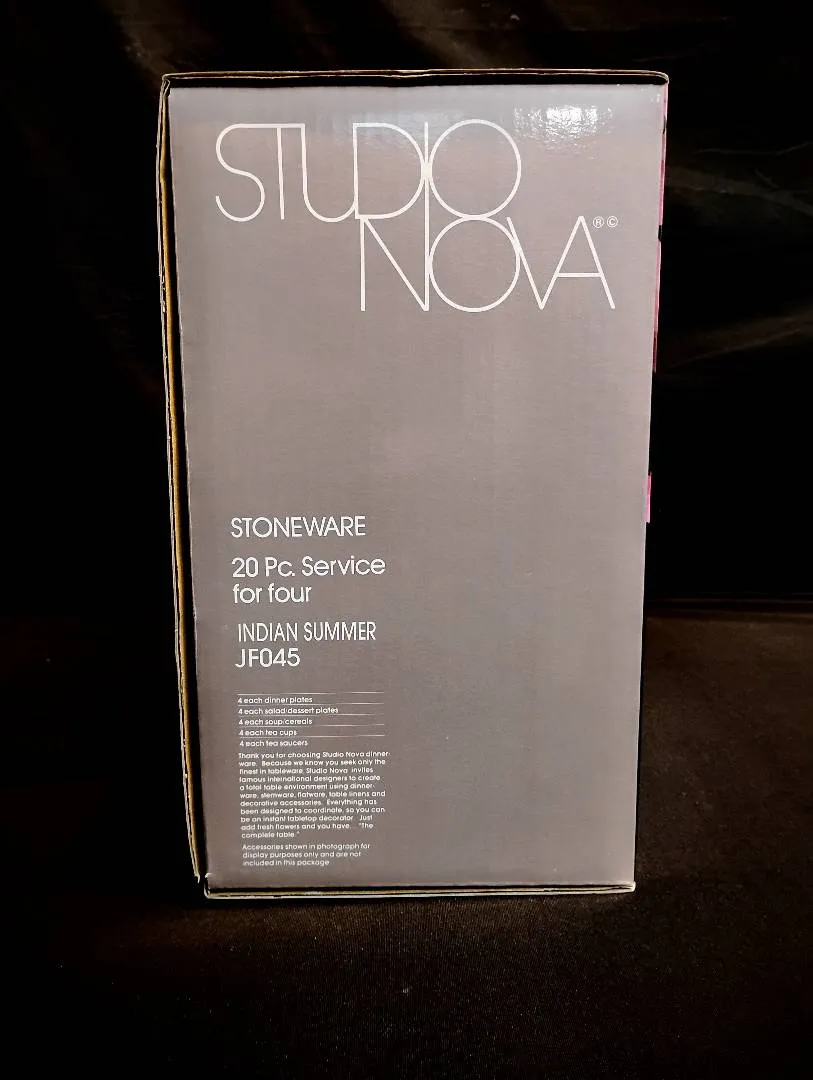 STUDIO
NOVA ®©
STONEWARE
20 Pc. Service
for four
INDIAN SUMMER
JF045
4 each dinner plates
4 each salad/dessert plates
4 each soup/cereals
4 each tea cups
4 each tea saucers
Thank you for choosing Studio Nova dinner-
ware. Because we know you seek only the
finest in tableware, Studio Nova invites
famous international designers to create
a total table environment using dinner-
ware, stemware, flatware, table linens and
decorative accessories. Everything has
been designed to coordinate, so you can
be an instant tabletop decorator. Just
add fresh flowers and you have... "The
complete table."
Accessories shown in photograph for
display purposes only and are not
included in this package